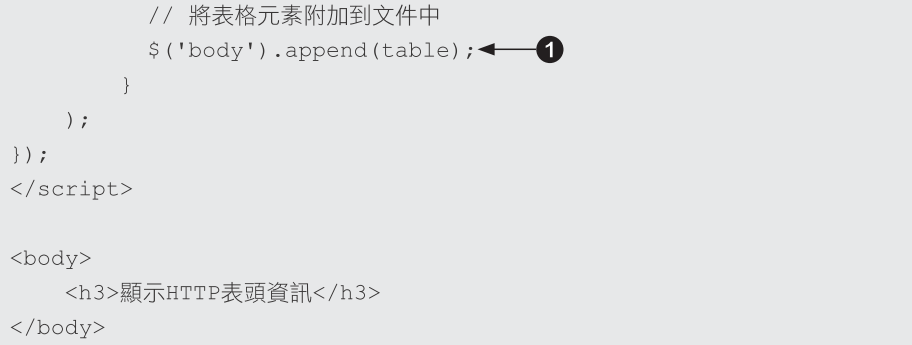 // 將表格元素附加到文件中
$('body').append(table);❶
}
);
});
</script>
<body>
<h3>顯示HTTP表頭資訊</h3>
</body>